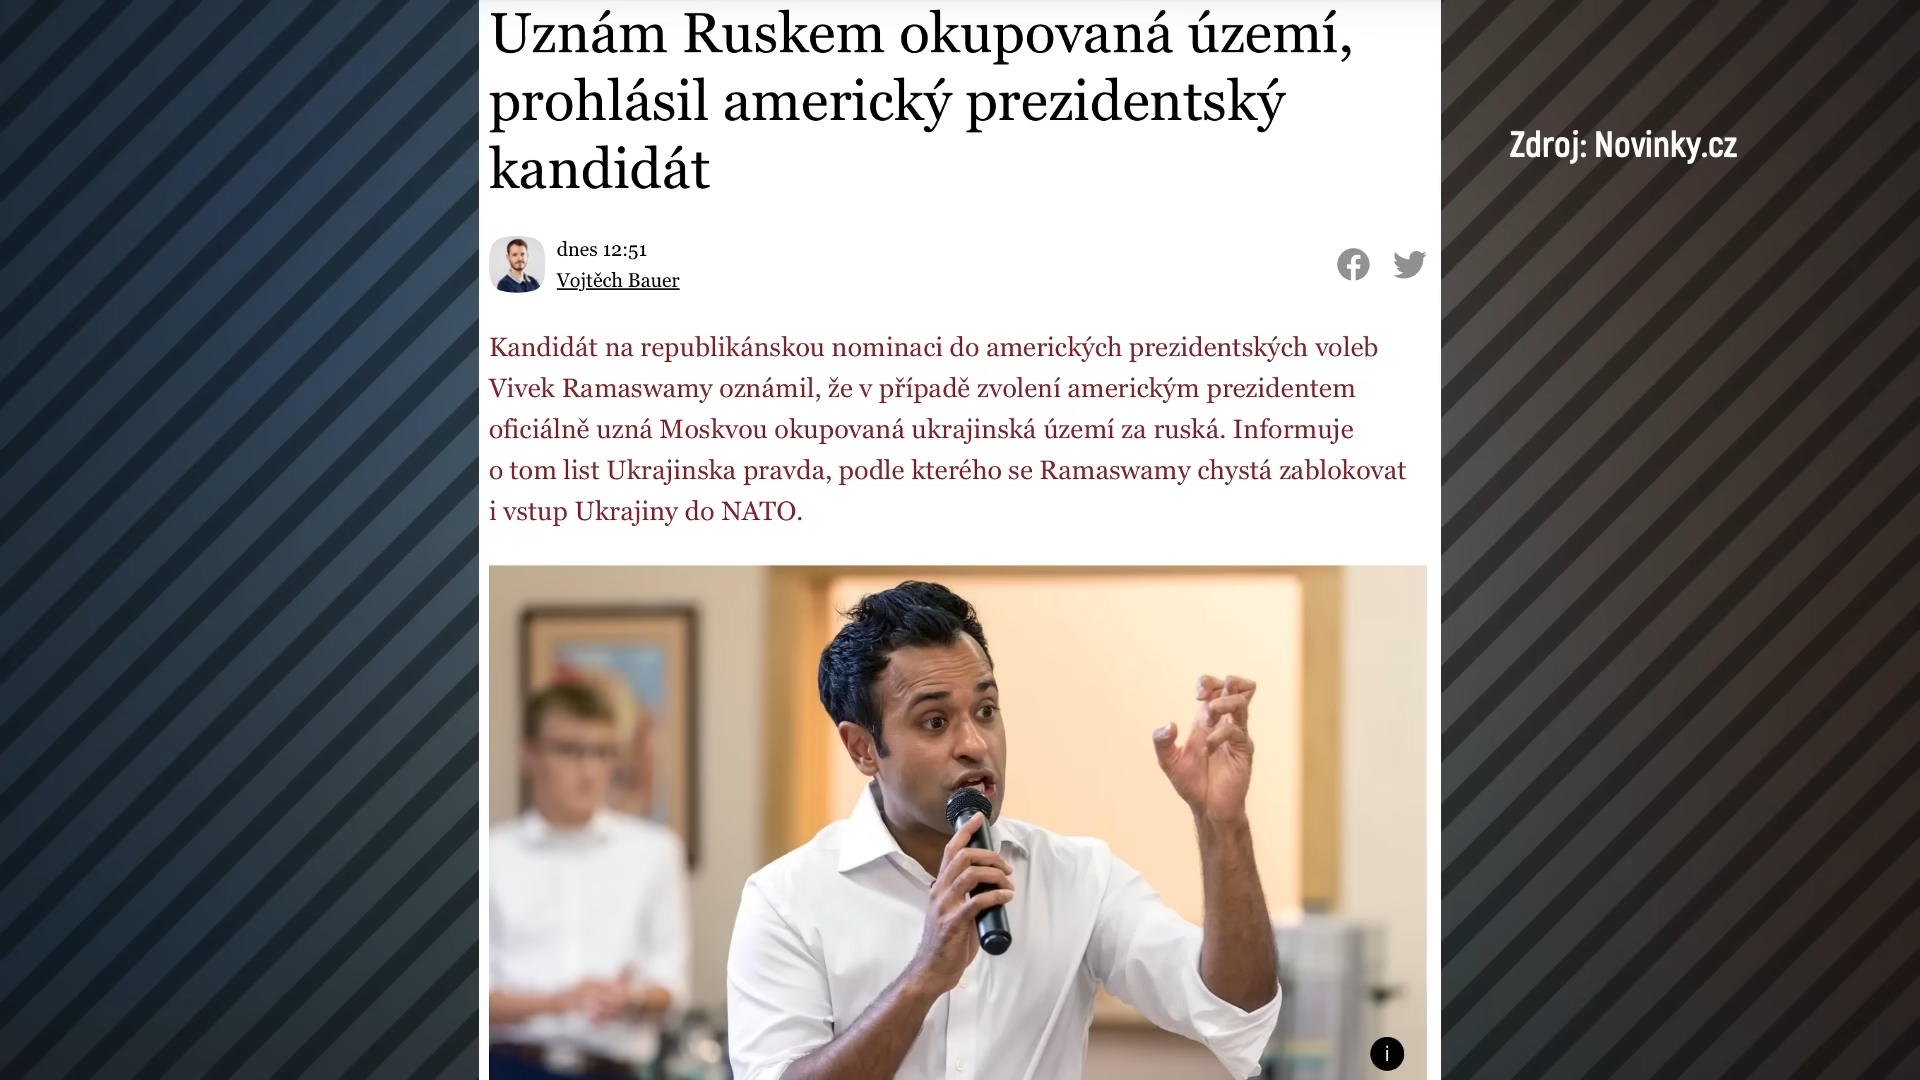 Uznám Ruskem okupovaná území,
prohlásil americký prezidentský
kandidát
Zdroj: Novinky.cz
dnes 12:51
Vojtěch Bauer
Kandidát na republikánskou nominaci do amerických prezidentských voleb
Vivek Ramaswamy oznámil, že v případě zvolení americkým prezidentem
oficiálně uzná Moskvou okupovaná ukrajinská území za ruská. Informuje
o tom list Ukrajinska pravda, podle kterého se Ramaswamy chystá zablokovat
i vstup Ukrajiny do NATO.
i